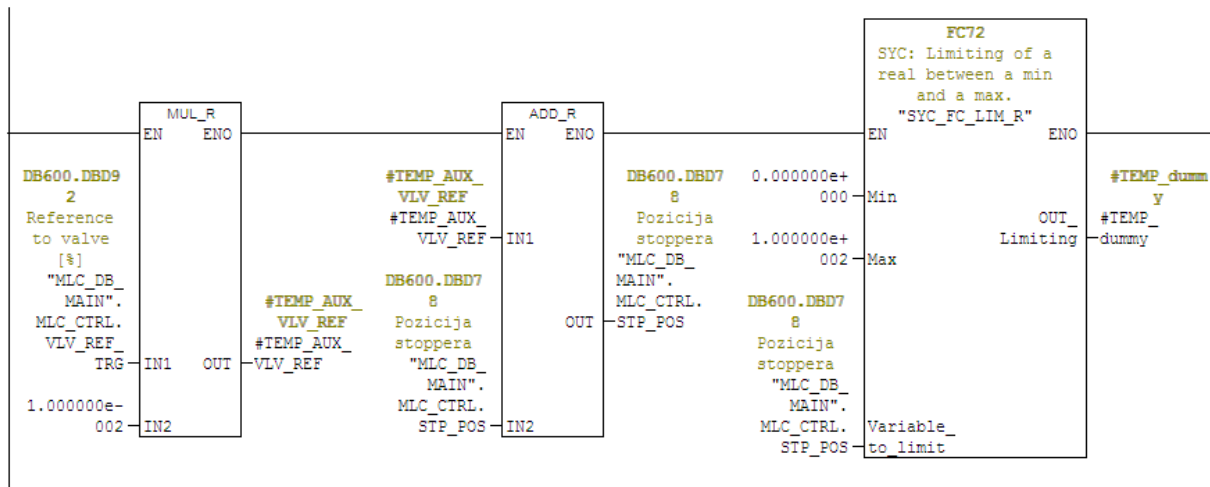 MUL_R
EN ENO
DB600.DBD9
2
Reference
to valve
[%]
"MLC_DB_
MAIN".
MLC_CTRL.
VLV_REF_
TRG
IN1 OUT
1.000000e-
002
IN2
#TEMP_AUX_
VLV_REF
#TEMP_AUX_
VLV_REF
ADD_R
EN ENO
#TEMP_AUX_
VLV_REF
#TEMP_AUX_
VLV_REF
IN1
DB600.DBD7
8
Pozicija
stoppera
"MLC_DB_
MAIN".
MLC_CTRL.
STP_POS
IN2
DB600.DBD7
8
Pozicija
stoppera
"MLC_DB_
MAIN".
MLC_CTRL.
OUT STP_POS
FC72
SYC: Limiting of a
real between a min
and a max.
"SYC_FC_LIM_R"
EN ENO
0.000000e+
000
Min
1.000000e+
002
Max
DB600.DBD7
8
Pozicija
stoppera
"MLC_DB_
MAIN".
MLC_CTRL.
STP_POS
Variable_
to_limit
OUT_
Limiting
#TEMP_dumm
y
#TEMP_
dummy